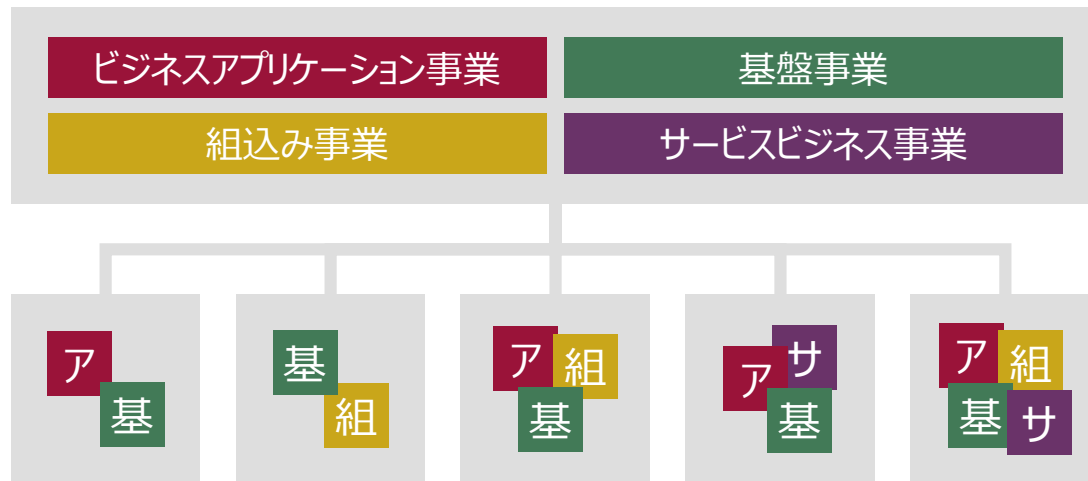 ビジネスアプリケーション事業
基盤事業
組込み事業
サービスビジネス事業
ア
基
基
組
ア
組
基
サ
ア
基
ア
組
基
サ